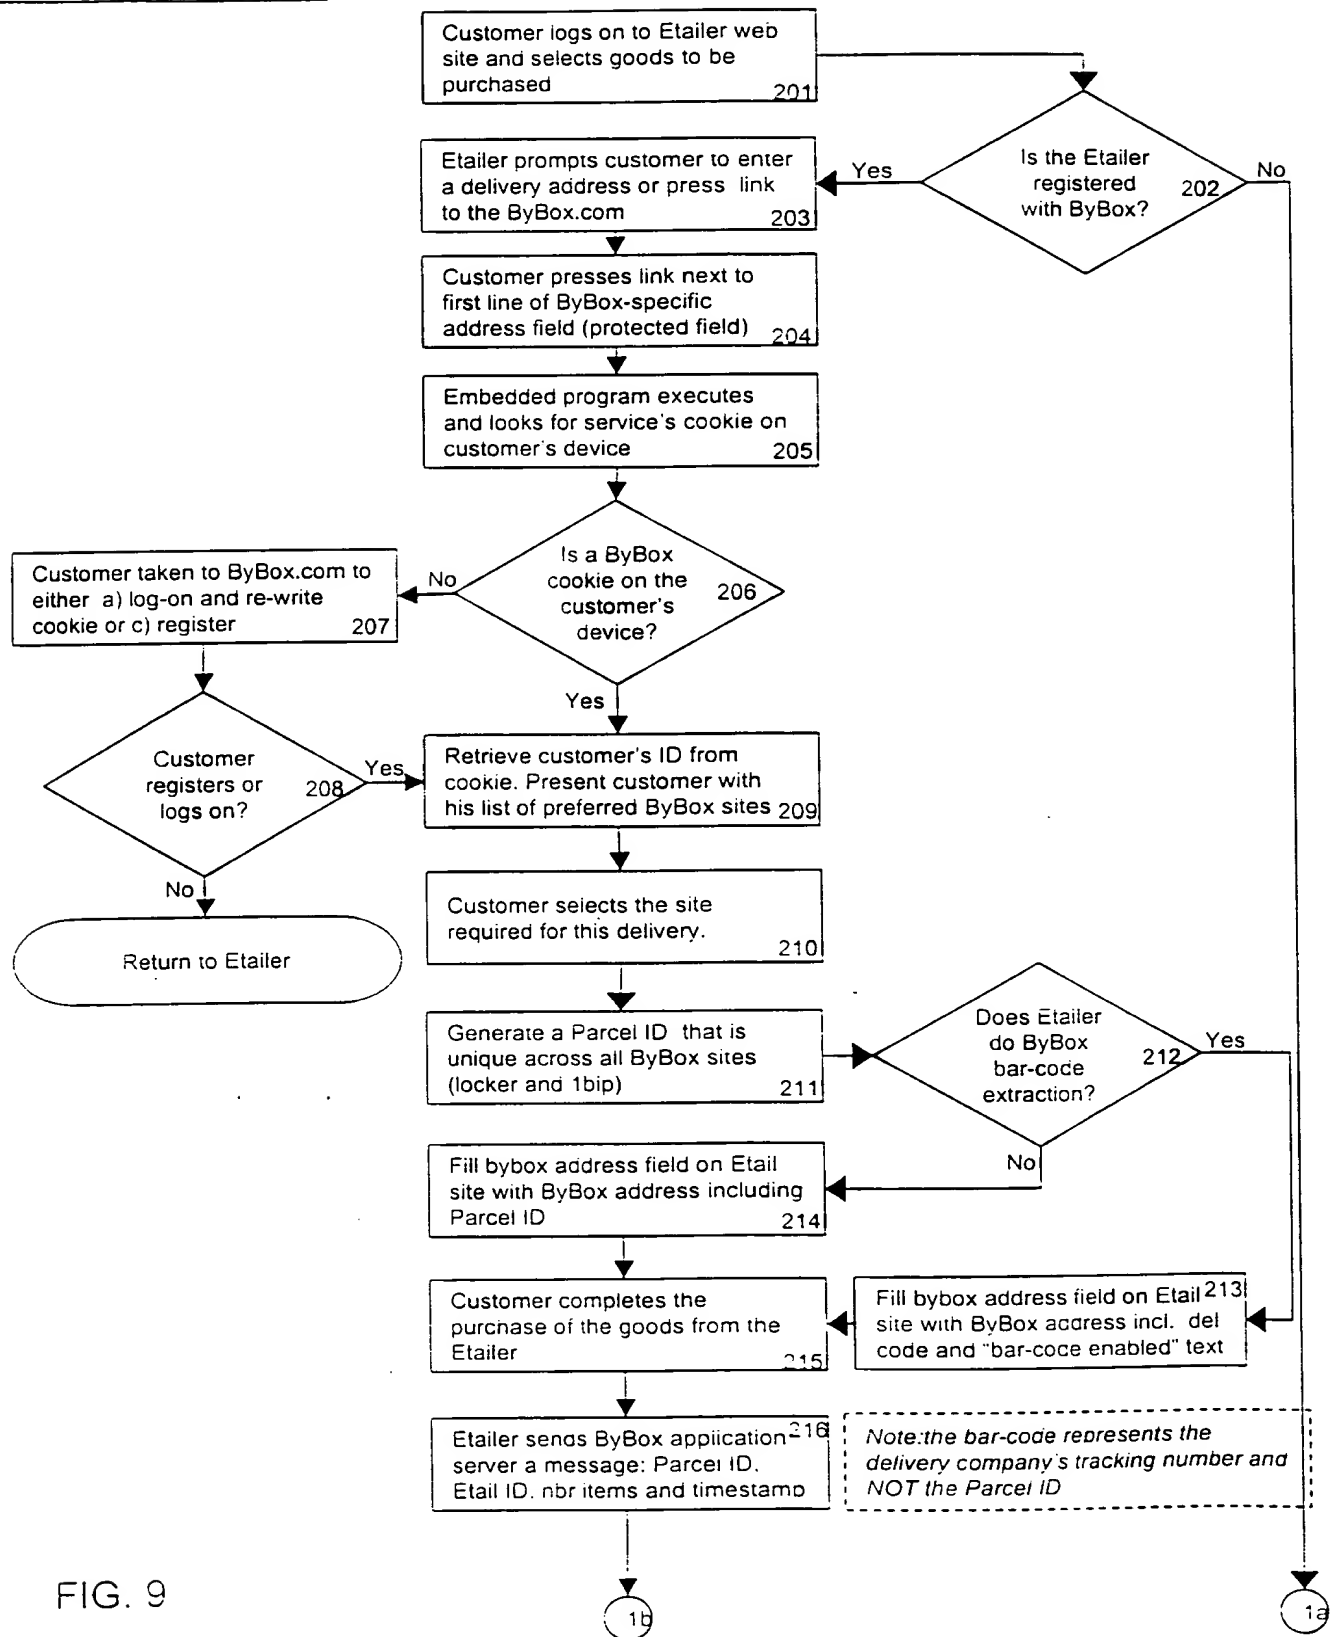 Customer logs on to Etailer web
site and selects goods to be
purchased
201
Is the Etailer
registered
with ByBox?
202
Yes
No
Etailer prompts customer to enter
a delivery address or press link
to the ByBox.com
203
Customer presses link next to
first line of ByBox-specific
address field (protected field)
204
Embedded program executes
and looks for service's cookie on
customer's device
205
Is a ByBox
cookie on the
customer's
device?
206
No
Yes
Customer taken to ByBox.com to
either a) log-on and re-write
cookie or c) register
207
Customer
registers or
logs on?
208
Yes
No
Return to Etailer
Retrieve customer's ID from
cookie. Present customer with
his list of preferred ByBox sites
209
Customer selects the site
required for this delivery.
210
Generate a Parcel ID that is
unique across all ByBox sites
(locker and 1bip)
211
Does Etailer
do ByBox
bar-code
extraction?
212
Yes
No
Fill bybox address field on Etail
site with ByBox address including
Parcel ID
214
Fill bybox address field on Etail
site with ByBox address incl. del
code and "bar-code enabled" text
213
Customer completes the
purchase of the goods from the
Etailer
215
Etailer sends ByBox application
server a message: Parcel ID,
Etail ID, nbr items and timestamp
216
Note:the bar-code represents the
delivery company's tracking number and
NOT the Parcel ID
1b
1a
FIG. 9